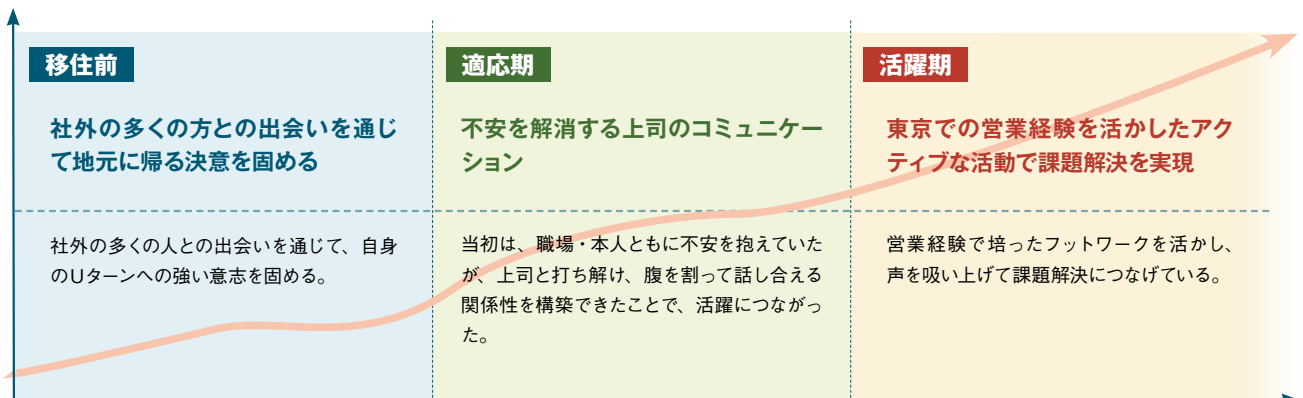 移住前
社外の多くの方との出会いを通じ
て地元に帰る決意を固める
社外の多くの人との出会いを通じて、自身
のUターンへの強い意志を固める。
適応期
不安を解消する上司のコミュニケー
ション
当初は、職場・本人ともに不安を抱えていた
が、上司と打ち解け、腹を割って話し合える
関係性を構築できたことで、活躍につながっ
た。
活躍期
東京での営業経験を活かしたアク
ティブな活動で課題解決を実現
営業経験で培ったフットワークを活かし、
声を吸い上げて課題解決につなげている。